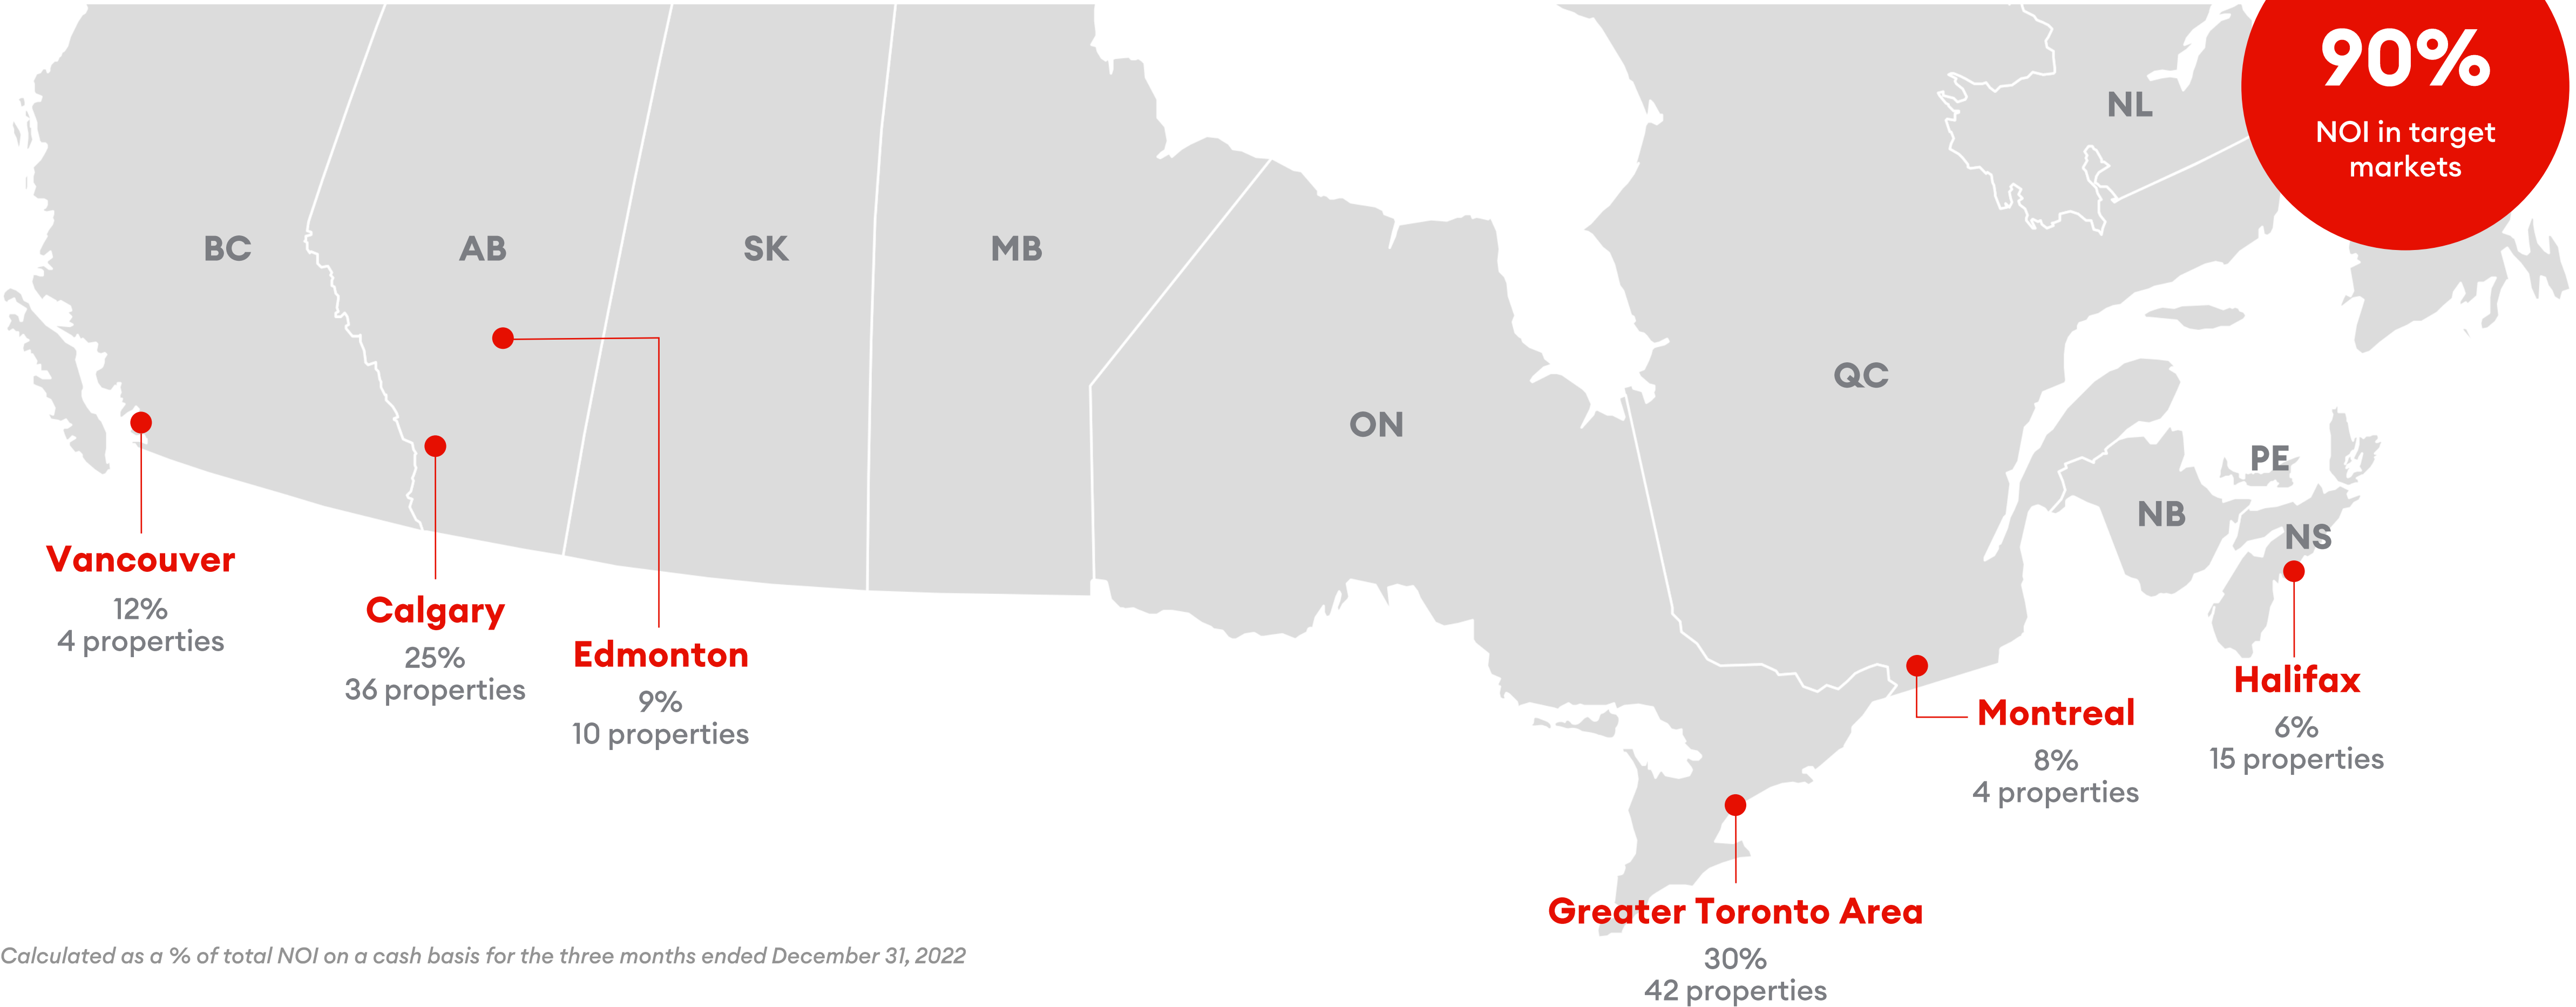 90%
NOI in target
markets
NL
BC
AB
SK
MB
QC
ON
PE
NB
NS
Vancouver
12%
4 properties
Calgary
25%
36 properties
Edmonton
9%
10 properties
Montreal
8%
4 properties
Halifax
6%
15 properties
Greater Toronto Area
30%
42 properties
Calculated as a % of total NOI on a cash basis for the three months ended December 31, 2022